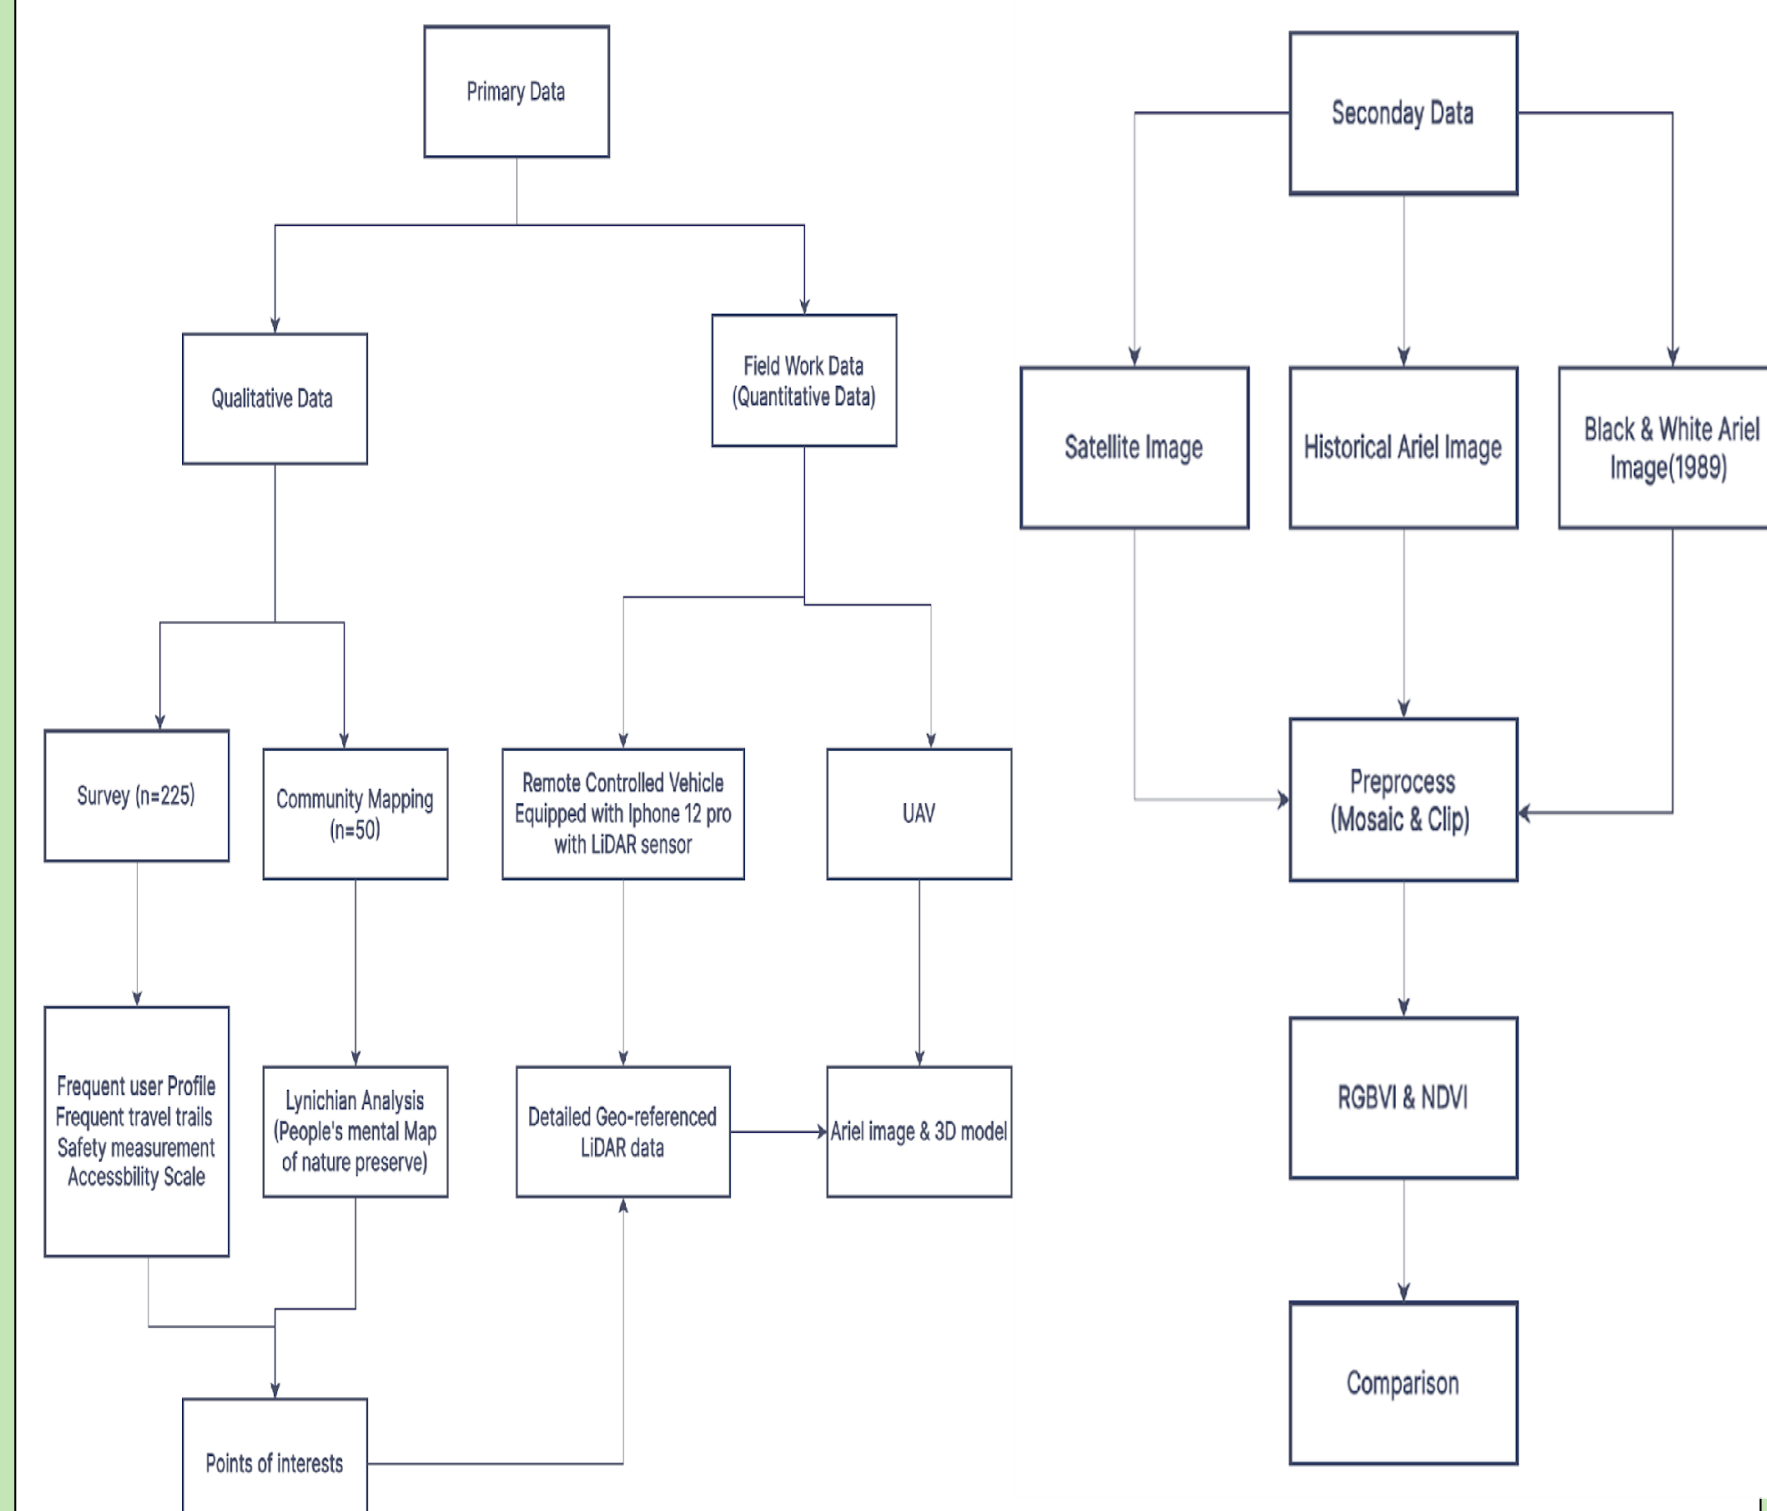 Primary Data
Qualitative Data
Field Work Data
(Quantitative Data)
Survey (n=225)
Community Mapping
(n=50)
Remote Controlled Vehicle
Equipped with Iphone 12 pro
with LiDAR sensor
UAV
Frequent user Profile
Frequent travel trails
Safety measurement
Accessbility Scale
Lynichian Analysis
(People's mental Map
of nature preserve)
Detailed Geo-referenced
LiDAR data
Ariel image & 3D model
Points of interests
Seconday Data
Satellite Image
Historical Ariel Image
Black & White Ariel
Image(1989)
Preprocess
(Mosaic & Clip)
RGBVI & NDVI
Comparison